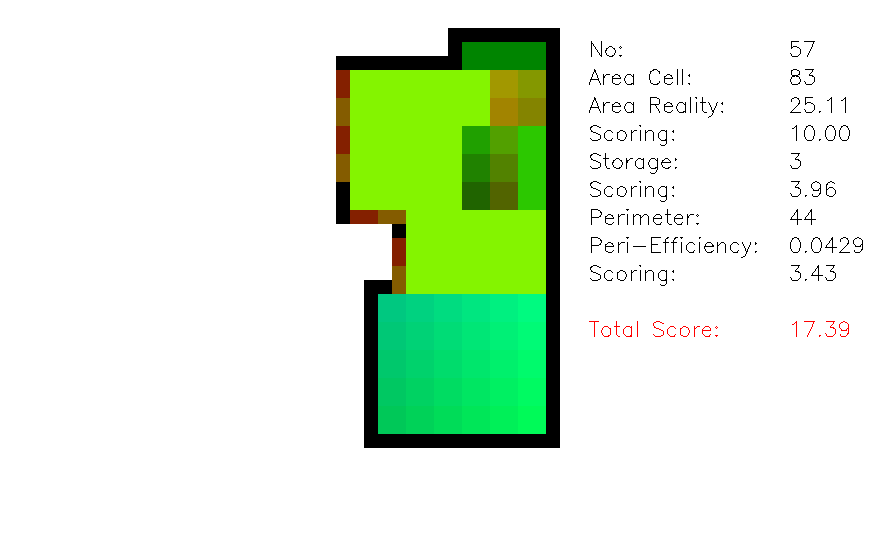 No: 57
Area Cell: 83
Area Reality: 25.11
Scoring: 10.00
Storage: 3
Scoring: 3.96
Perimeter: 44
Peri-Efficiency: 0.0429
Scoring: 3.43
Total Score: 17.39